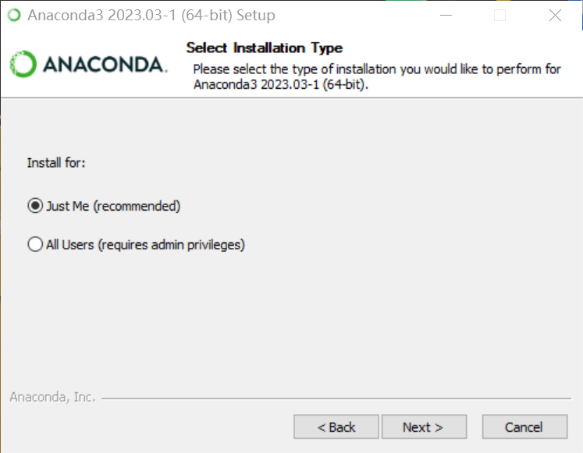 Anaconda3 2023.03-1 (64-bit) Setup
ANACONDA.
Select Installation Type
Please select the type of installation you would like to perform for
Anaconda3 2023.03-1 (64-bit).
Install for:
Just Me (recommended)
All Users (requires admin privileges)
Anaconda, Inc.
< Back
Next >
Cancel